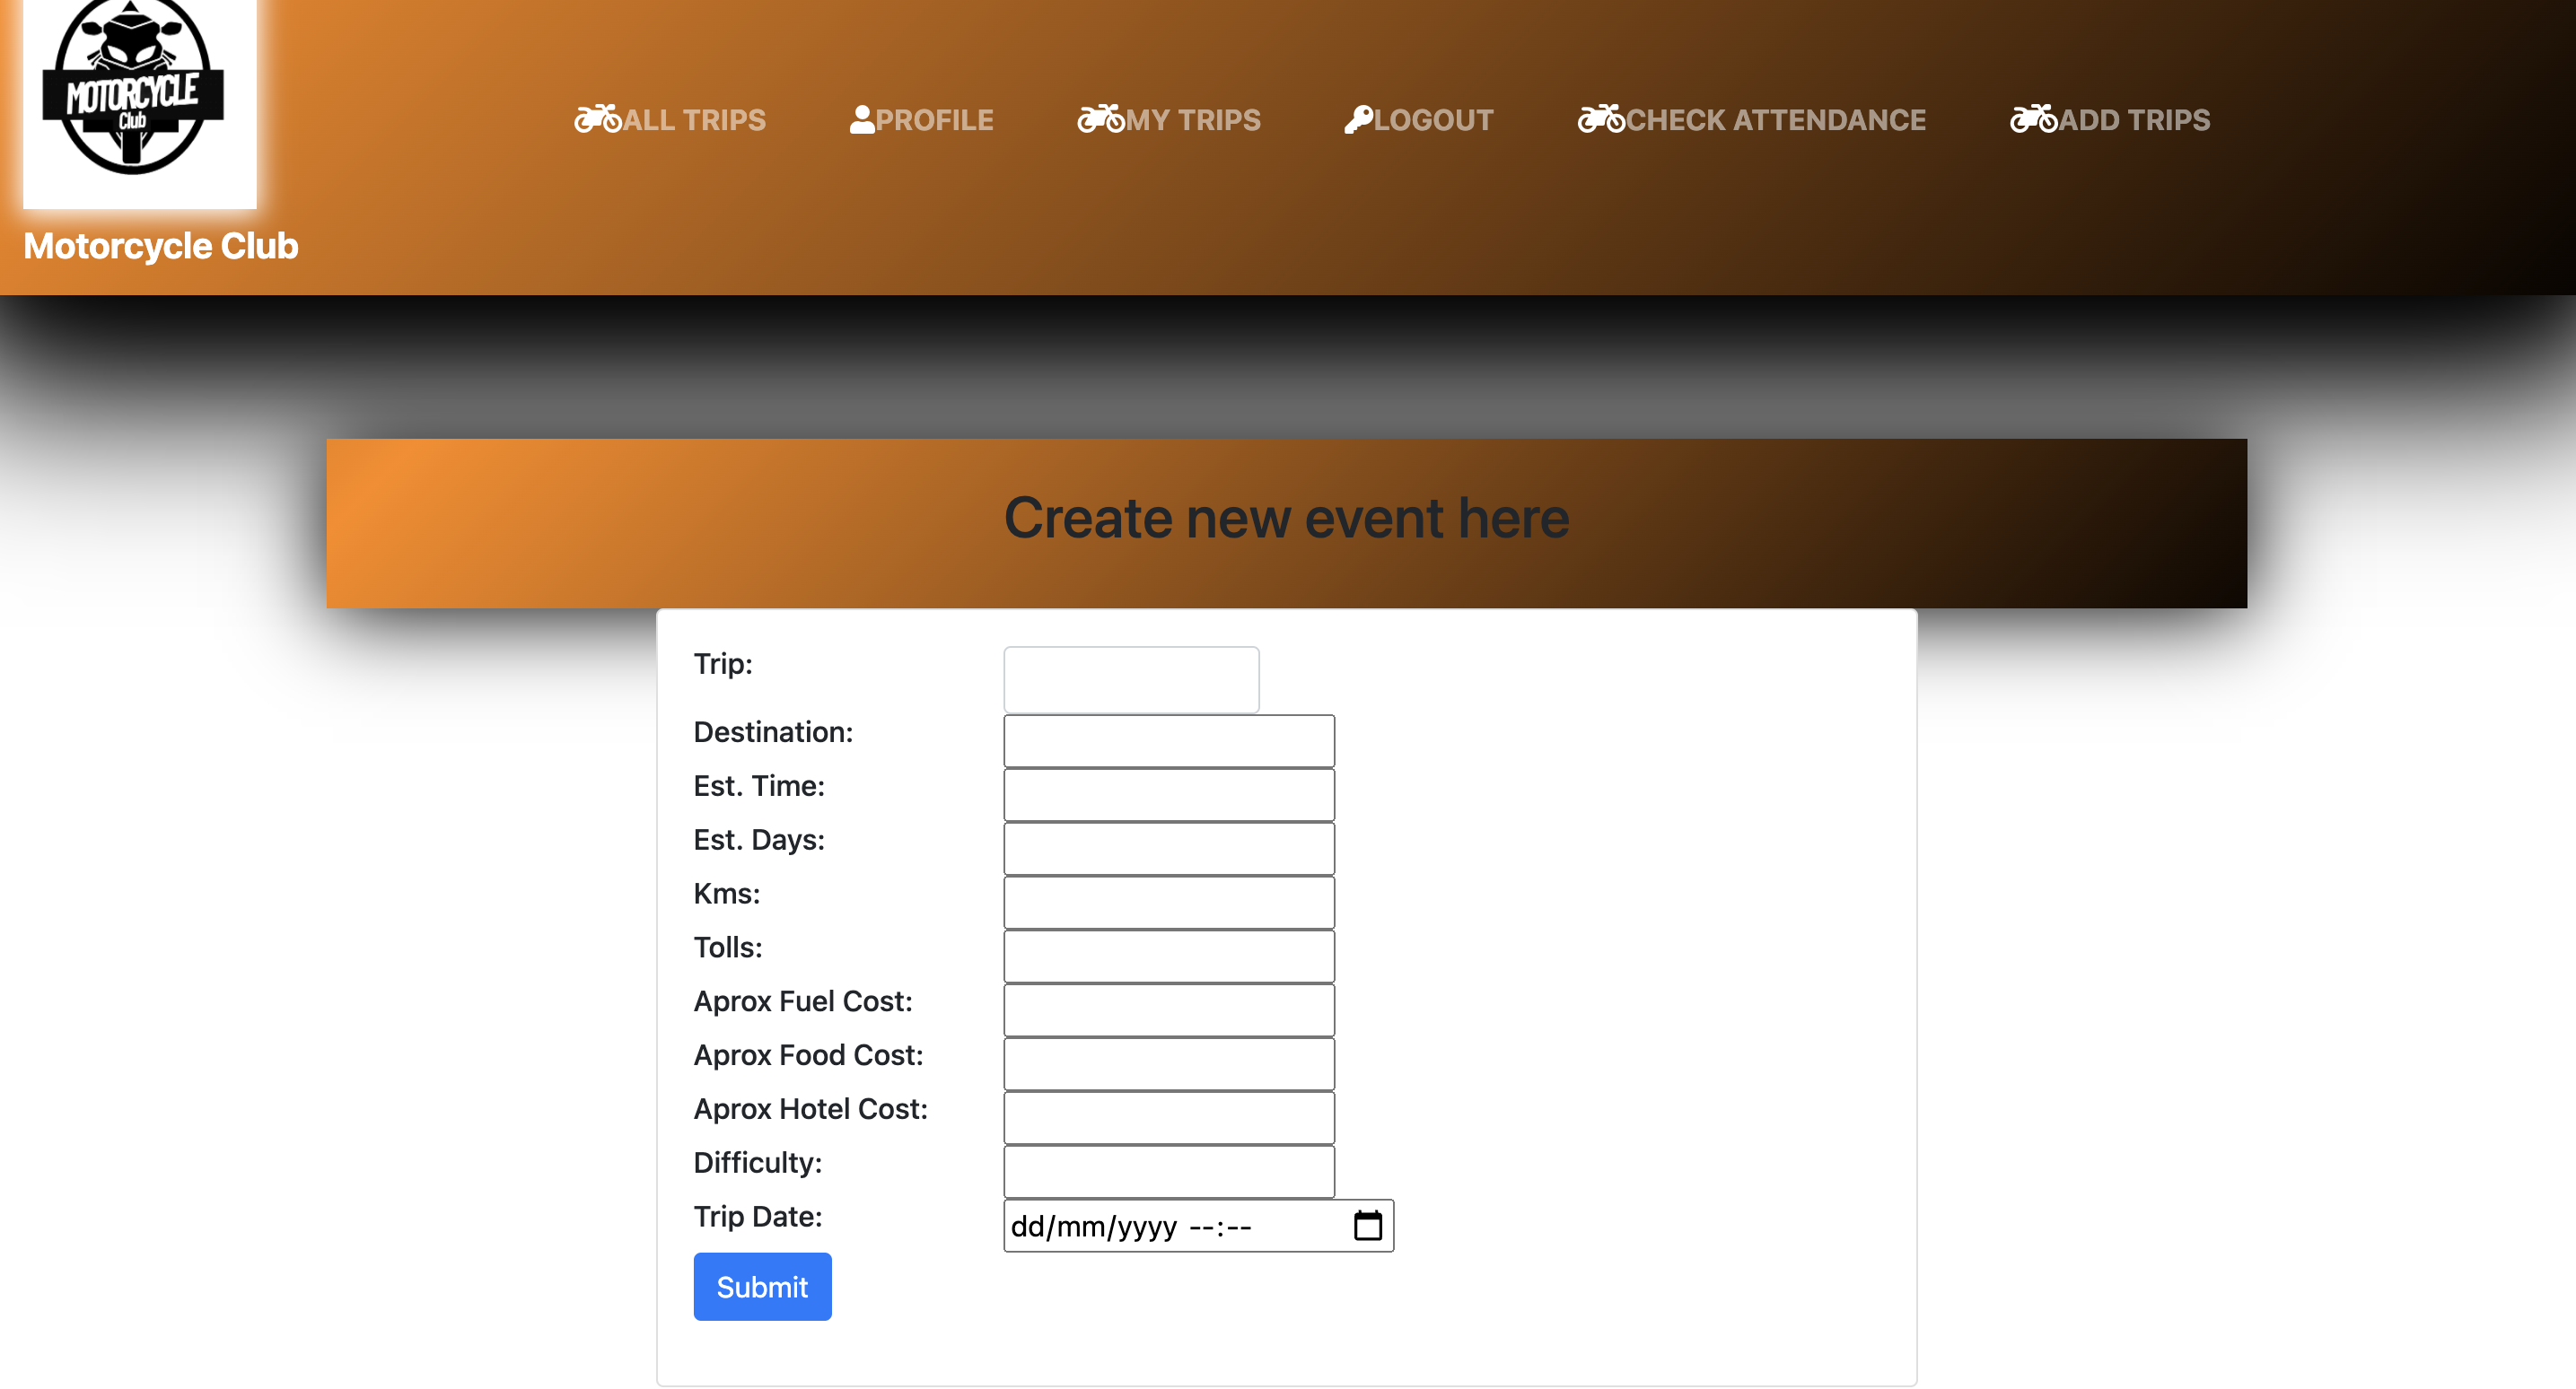 MOTORCYCLE
Club
Motorcycle Club
ALL TRIPS PROFILE MY TRIPS LOGOUT CHECK ATTENDANCE ADD TRIPS
Create new event here
Trip:
Destination:
Est. Time:
Est. Days:
Kms:
Tolls:
Aprox Fuel Cost:
Aprox Food Cost:
Aprox Hotel Cost:
Difficulty:
Trip Date: dd/mm/yyyy --:--
Submit